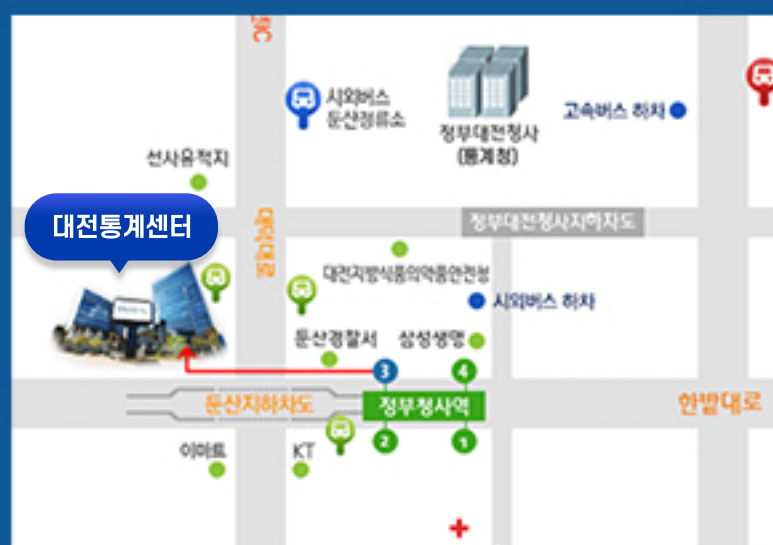 시외버스
둔산정류소
정부대전청사
(통계청)
고속버스 하차
선사유적지
대전통계센터
대덕대로
정부대전청사지하차도
대전지방식품의약품안전청
시외버스 하차
둔산경찰서
삼성생명
3
4
둔산지하차도
정부청사역
한밭대로
2
1
이마트
KT